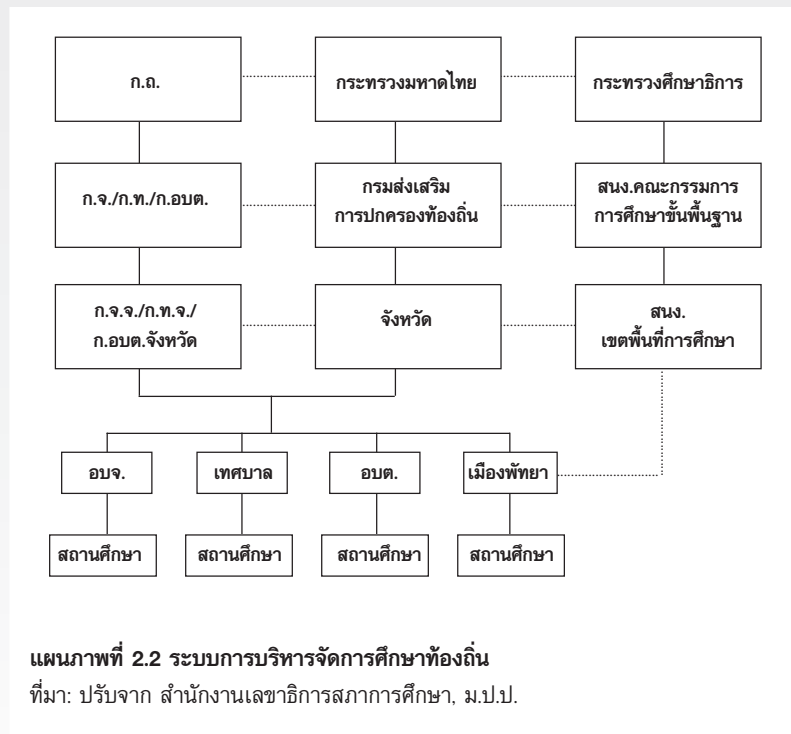 ก.ถ.
กระทรวงมหาดไทย
กระทรวงศึกษาธิการ
ก.จ./ก.ท./ก.อบต.
กรมส่งเสริม
การปกครองท้องถิ่น
สนง.คณะกรรมการ
การศึกษาขั้นพื้นฐาน
ก.จ.จ./ก.ท.จ./
ก.อบต.จังหวัด
จังหวัด
สนง.
เขตพื้นที่การศึกษา
อบจ.
เทศบาล
อบต.
เมืองพัทยา
สถานศึกษา
สถานศึกษา
สถานศึกษา
สถานศึกษา
แผนภาพที่ 2.2 ระบบการบริหารจัดการศึกษาท้องถิ่น
ที่มา: ปรับจาก สำนักงานเลขาธิการสภาการศึกษา, ม.ป.ป.